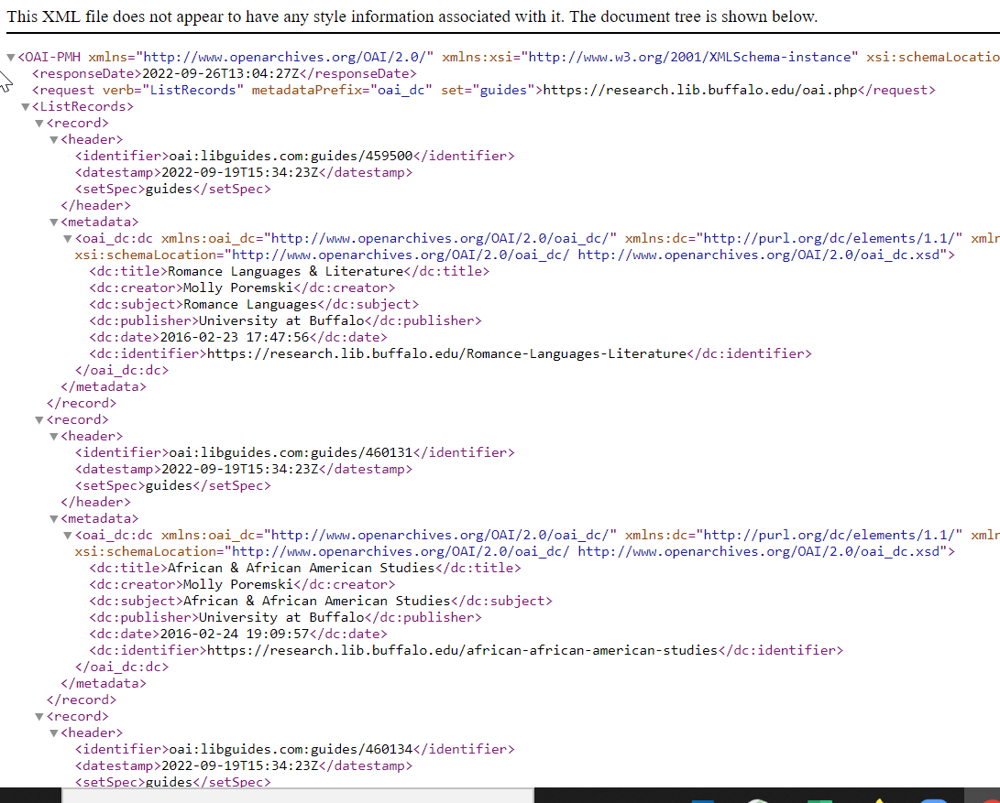 This XML file does not appear to have any style information associated with it. The document tree is shown below.
▼<OAI-PMH xmlns="http://www.openarchives.org/OAI/2.0/" xmlns:xsi="http://www.w3.org/2001/XMLSchema-instance" xsi:schemaLocatio
<responseDate>2022-09-26T13:04:27Z</responseDate>
<request verb="ListRecords" metadataPrefix="oai_dc" set="guides">https://research.lib.buffalo.edu/oai.php</request>
▼<ListRecords>
▼<record>
▼<header>
<identifier>oai:libguides.com:guides/459500</identifier>
<datestamp>2022-09-19T15:34:23Z</datestamp>
<setSpec>guides</setSpec>
</header>
▼<metadata>
▼<oai_dc:dc xmlns:oai_dc="http://www.openarchives.org/OAI/2.0/oai_dc/" xmlns:dc="http://purl.org/dc/elements/1.1/" xmln
xsi:schemaLocation="http://www.openarchives.org/OAI/2.0/oai_dc/ http://www.openarchives.org/OAI/2.0/oai_dc.xsd">
<dc:title>Romance Languages & Literature</dc:title>
<dc:creator>Molly Poremski</dc:creator>
<dc:subject>Romance Languages</dc:subject>
<dc:publisher>University at Buffalo</dc:publisher>
<dc:date>2016-02-23 17:47:56</dc:date>
<dc:identifier>https://research.lib.buffalo.edu/Romance-Languages-Literature</dc:identifier>
</oai_dc:dc>
</metadata>
</record>
▼<record>
▼<header>
<identifier>oai:libguides.com:guides/460131</identifier>
<datestamp>2022-09-19T15:34:23Z</datestamp>
<setSpec>guides</setSpec>
</header>
▼<metadata>
▼<oai_dc:dc xmlns:oai_dc="http://www.openarchives.org/OAI/2.0/oai_dc/" xmlns:dc="http://purl.org/dc/elements/1.1/" xmln
xsi:schemaLocation="http://www.openarchives.org/OAI/2.0/oai_dc/ http://www.openarchives.org/OAI/2.0/oai_dc.xsd">
<dc:title>African & African American Studies</dc:title>
<dc:creator>Molly Poremski</dc:creator>
<dc:subject>African & African American Studies</dc:subject>
<dc:publisher>University at Buffalo</dc:publisher>
<dc:date>2016-02-24 19:09:57</dc:date>
<dc:identifier>https://research.lib.buffalo.edu/african-african-american-studies</dc:identifier>
</oai_dc:dc>
</metadata>
</record>
▼<record>
▼<header>
<identifier>oai:libguides.com:guides/460134</identifier>
<datestamp>2022-09-19T15:34:23Z</datestamp>
<setSpec>guides</setSpec>